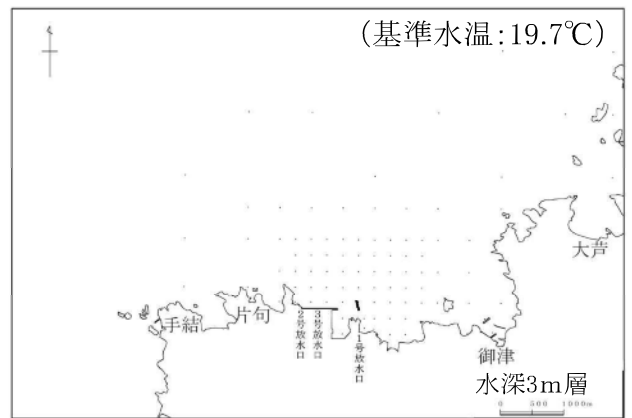 (基準水温:19.7℃)
大芦
手結
片句
2号放水口
3号放水口
1号放水口
御津
水深3m層
0 500 1000m